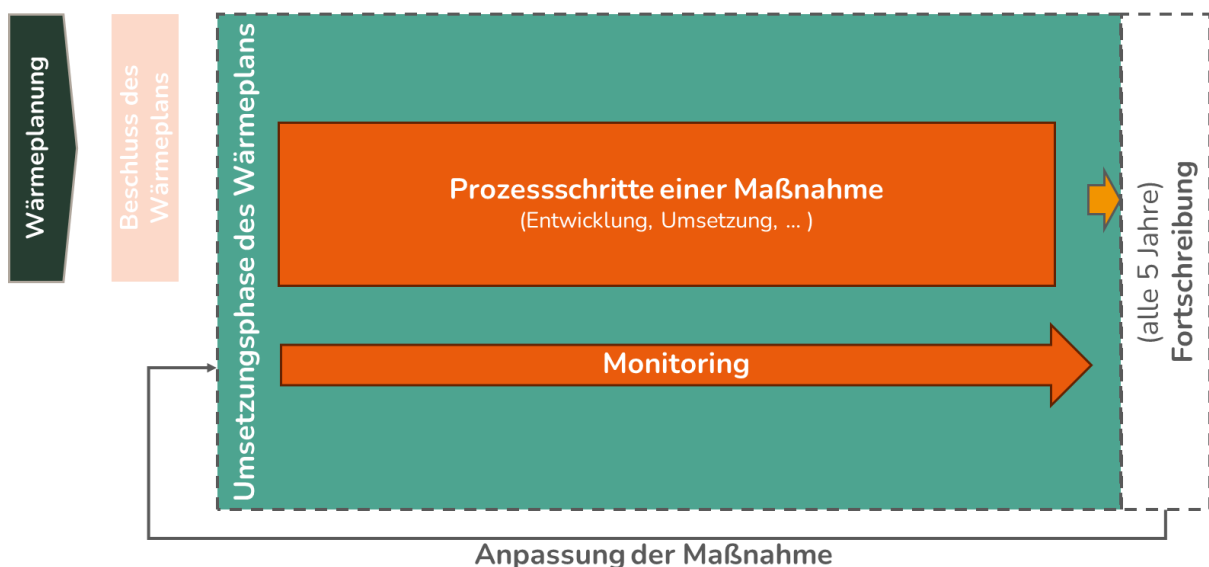 Wärmeplanung
Beschluss des
Wärmeplans
Umsetzungsphase des Wärmeplans
Prozessschritte einer Maßnahme
(Entwicklung, Umsetzung, ... )
Monitoring
(alle 5 Jahre)
Fortschreibung
Anpassung der Maßnahme